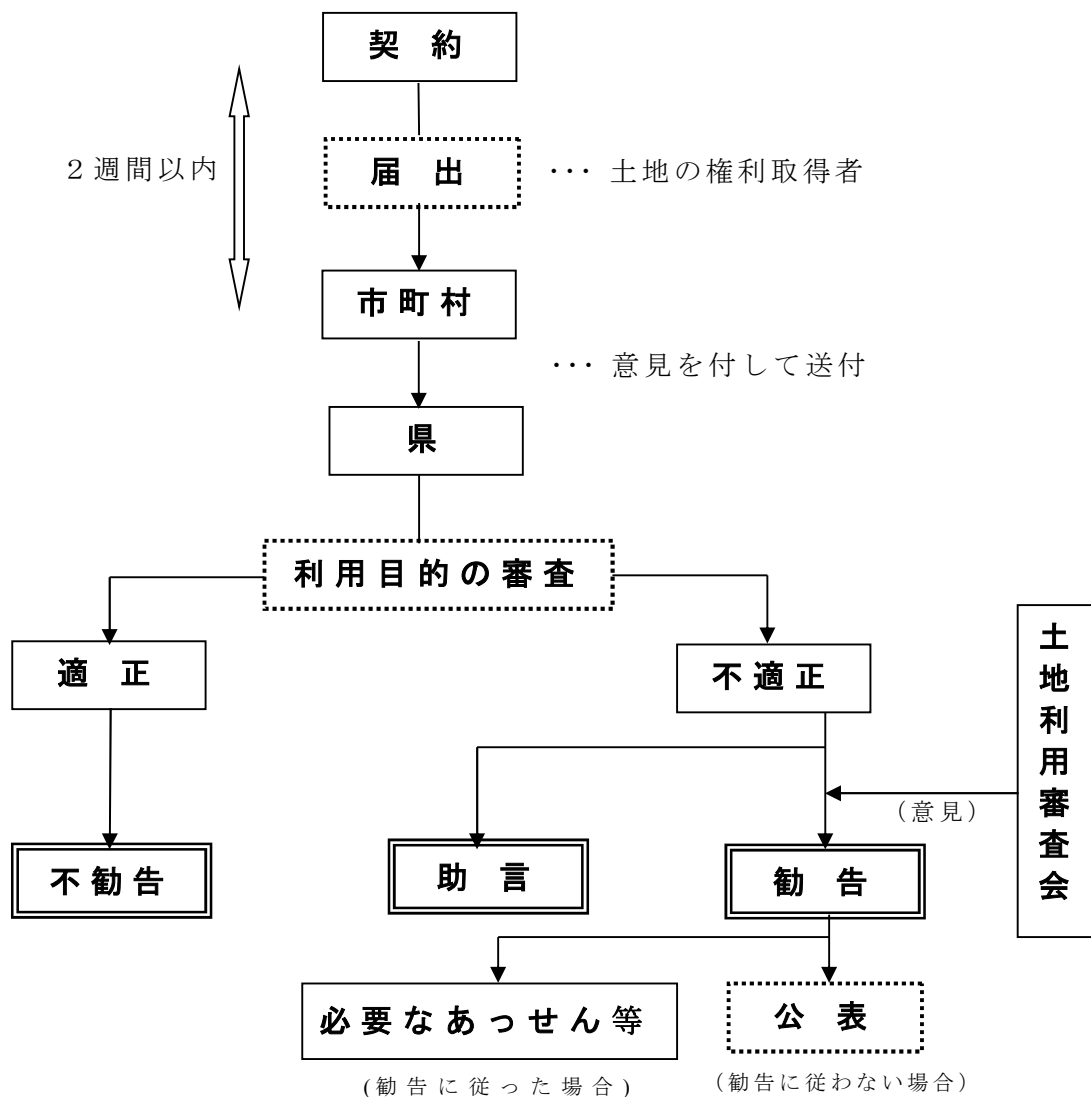 契　約
２週間以内
届　出
･･･ 土地の権利取得者
市町村
･･･ 意見を付して送付
県
利用目的の審査
適　正
不適正
土地利用審査会
（意見）
不勧告
助　言
勧　告
必要なあっせん等
公　表
(勧告に従った場合)
（勧告に従わない場合）